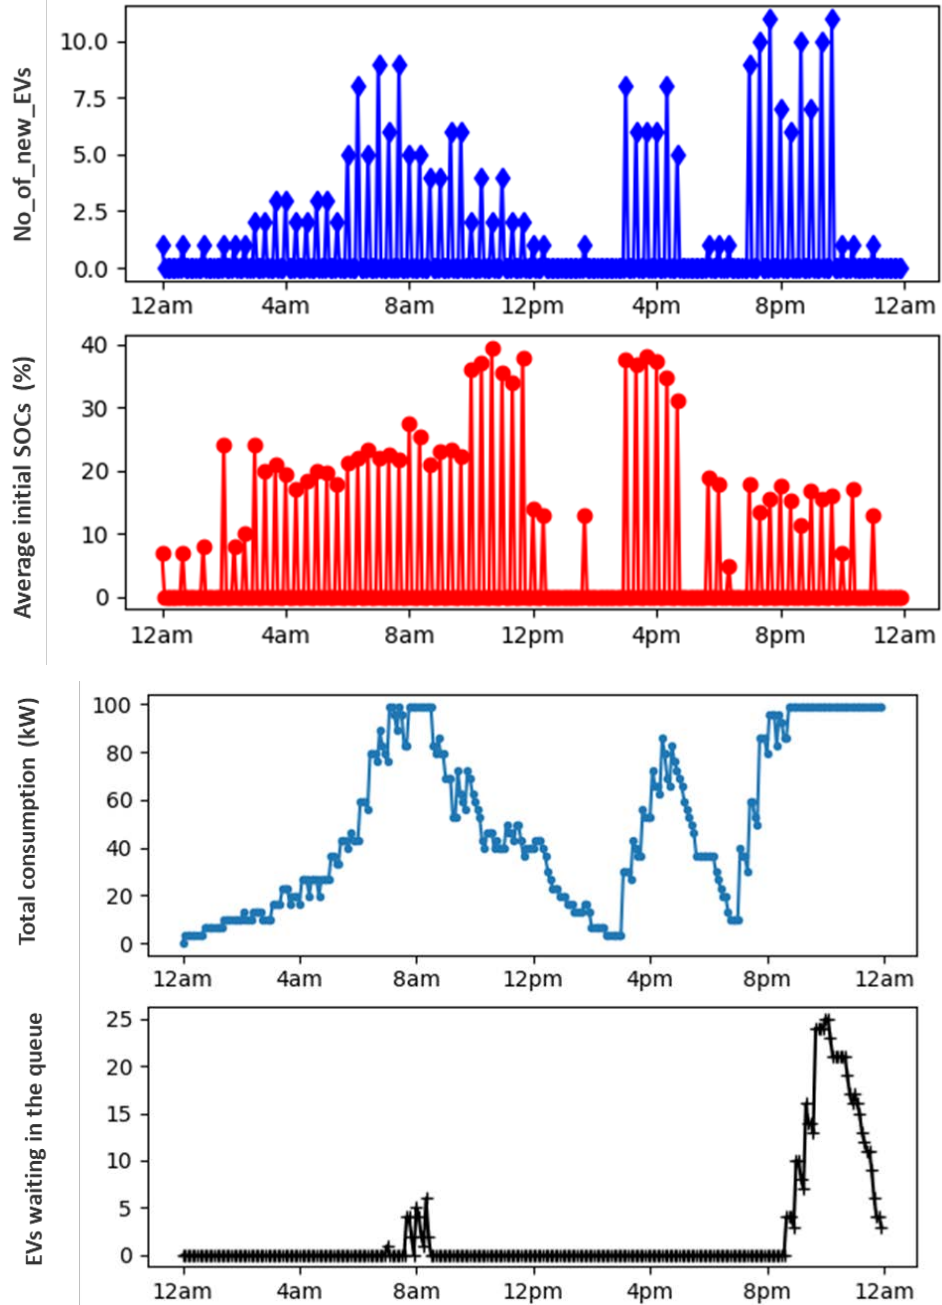 No_of_new_EVs
10.0
7.5
5.0
2.5
0.0
12am 4am 8am 12pm 4pm 8pm 12am
Average initial SOCs (%)
40
30
20
10
0
12am 4am 8am 12pm 4pm 8pm 12am
Total consumption (kW)
100
80
60
40
20
0
12am 4am 8am 12pm 4pm 8pm 12am
EVs waiting in the queue
25
20
15
10
5
0
12am 4am 8am 12pm 4pm 8pm 12am